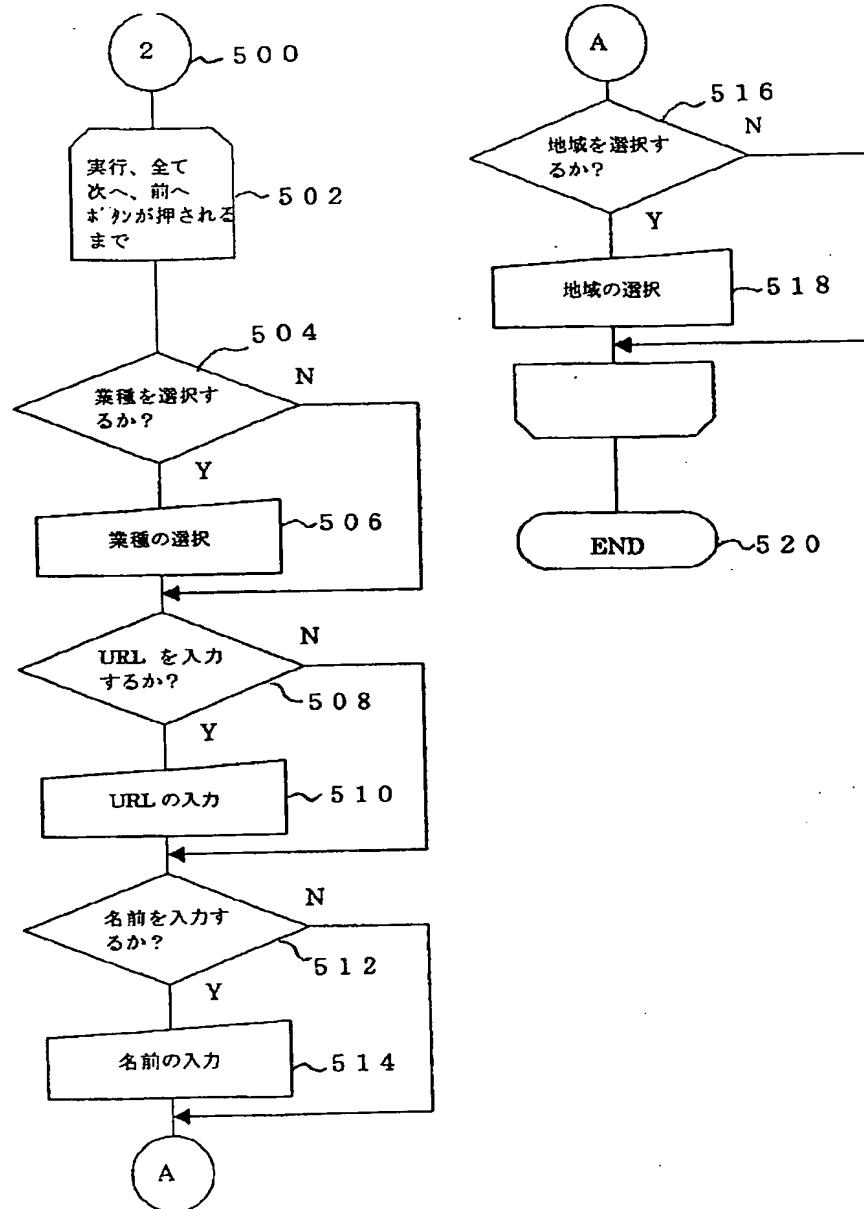 2
５００
実行、全て
次へ、前へ
ﾎﾞﾀﾝが押される
まで
５０２
５０４
業種を選択す
るか？
N
Y
業種の選択
５０６
URL を入力
するか？
N
５０８
Y
URL の入力
５１０
名前を入力す
るか？
N
５１２
Y
名前の入力
５１４
A
A
５１６
地域を選択す
るか？
N
Y
地域の選択
５１８
END
５２０